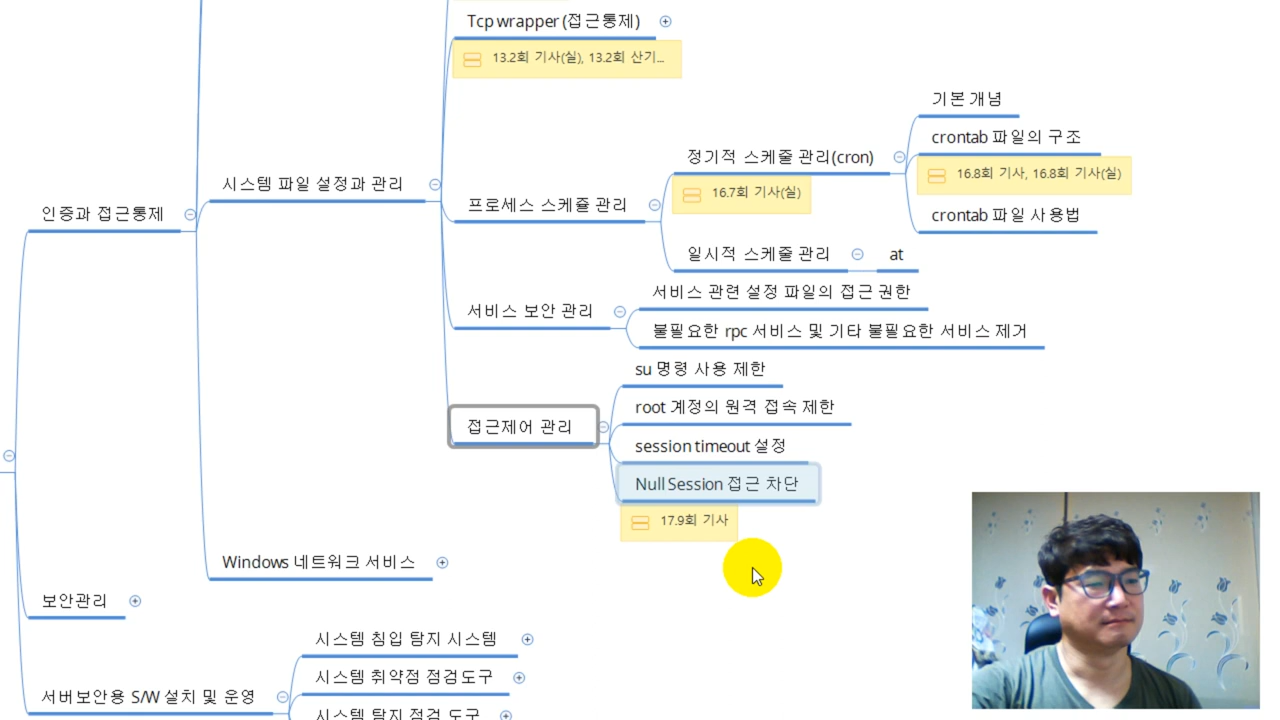 Tcp wrapper (접근통제)
13.2회 기사(실), 13.2회 산기...
기본 개념
crontab 파일의 구조
16.8회 기사, 16.8회 기사(실)
crontab 파일 사용법
정기적 스케줄 관리(cron)
16.7회 기사(실)
시스템 파일 설정과 관리
프로세스 스케쥴 관리
인증과 접근통제
일시적 스케줄 관리
at
서비스 관련 설정 파일의 접근 권한
서비스 보안 관리
불필요한 rpc 서비스 및 기타 불필요한 서비스 제거
su 명령 사용 제한
root 계정의 원격 접속 제한
접근제어 관리
session timeout 설정
Null Session 접근 차단
17.9회 기사
Windows 네트워크 서비스
보안관리
시스템 침입 탐지 시스템
시스템 취약점 점검도구
서버보안용 S/W 설치 및 운영
시스템 탐지 점검 도구